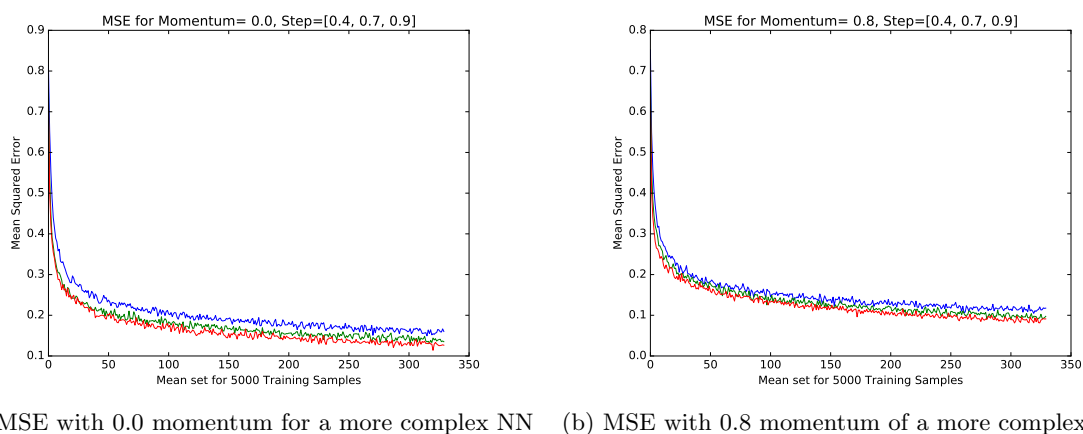 MSE for Momentum= 0.0, Step=[0.4, 0.7, 0.9]
0.9
0.8
0.7
0.6
0.5
0.4
0.3
0.2
0.1
Mean Squared Error
0 50 100 150 200 250 300 350
Mean set for 5000 Training Samples
MSE with 0.0 momentum for a more complex NN
MSE for Momentum= 0.8, Step=[0.4, 0.7, 0.9]
0.8
0.7
0.6
0.5
0.4
0.3
0.2
0.1
0.0
Mean Squared Error
0 50 100 150 200 250 300 350
Mean set for 5000 Training Samples
(b) MSE with 0.8 momentum of a more complex